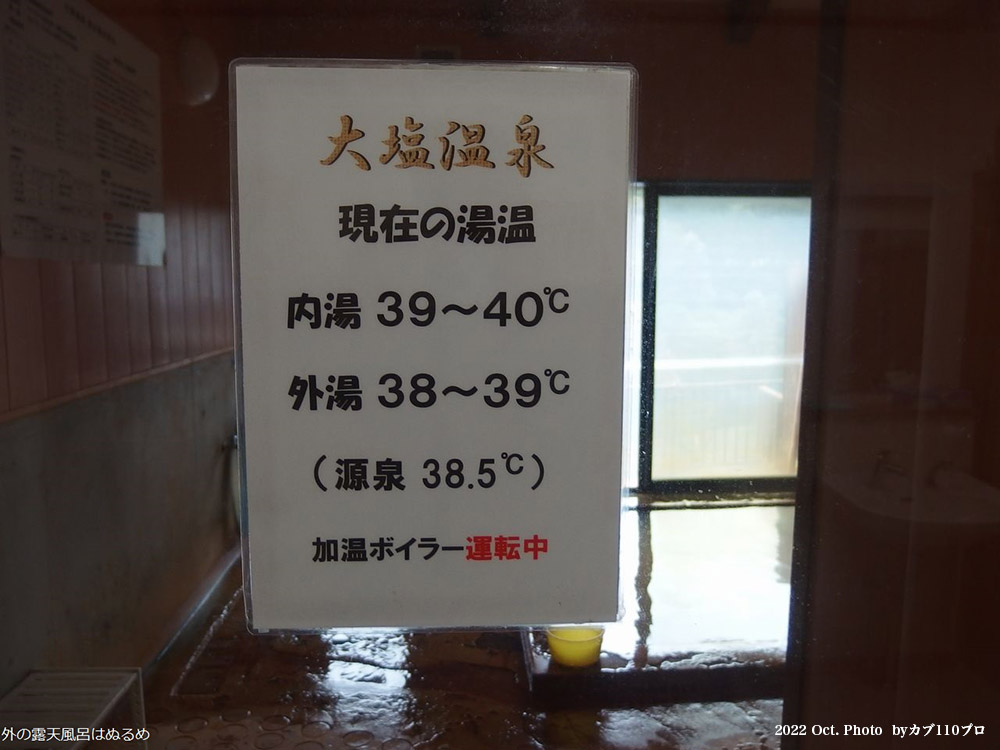 大塩温泉
現在の湯温
内湯 39～40℃
外湯 38～39℃
（源泉 38.5℃）
加温ボイラー運転中
外の露天風呂はぬるめ
2022 Oct. Photo byカブ110プロ